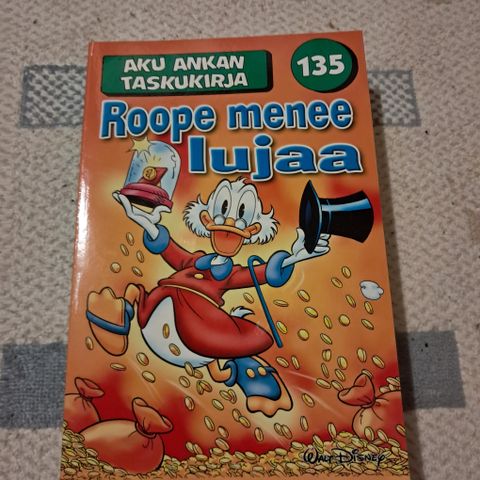 AKU ANKAN
TASKUKIRJA
135
Roope menee
lujaa
WALT DISNEY